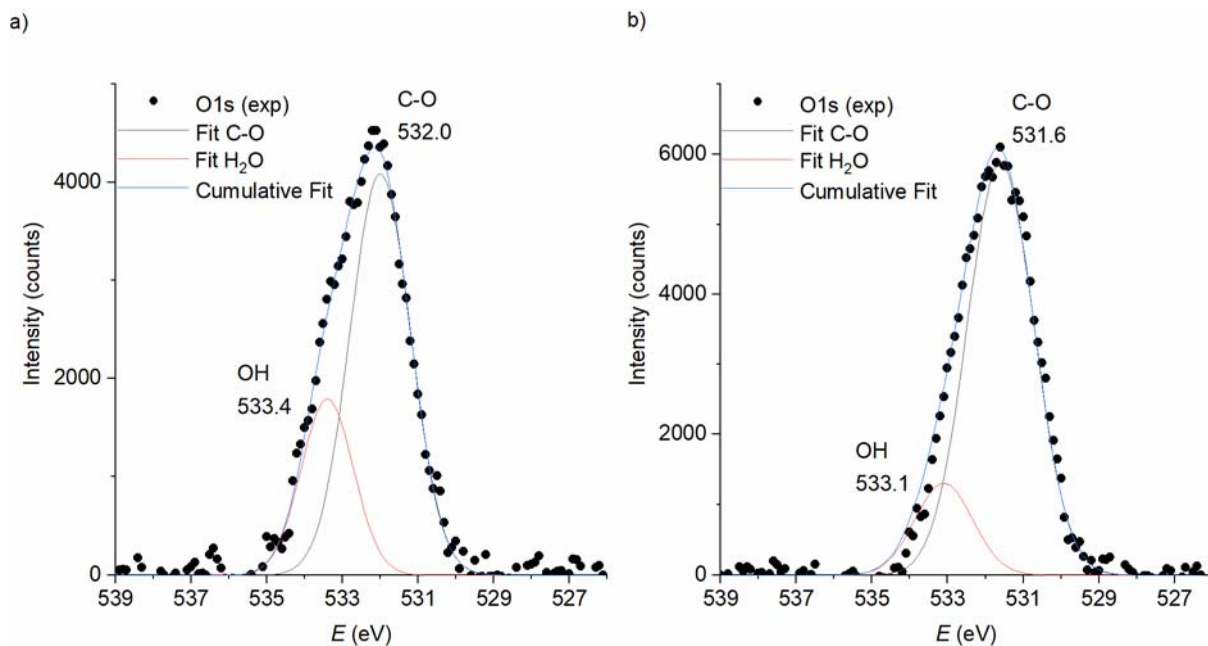 a)
O1s (exp)
Fit C-O
Fit H₂O
Cumulative Fit
C-O
532.0
OH
533.4
Intensity (counts)
4000
2000
0
539 537 535 533 531 529 527
E (eV)
b)
O1s (exp)
Fit C-O
Fit H₂O
Cumulative Fit
C-O
531.6
OH
533.1
Intensity (counts)
6000
4000
2000
0
539 537 535 533 531 529 527
E (eV)